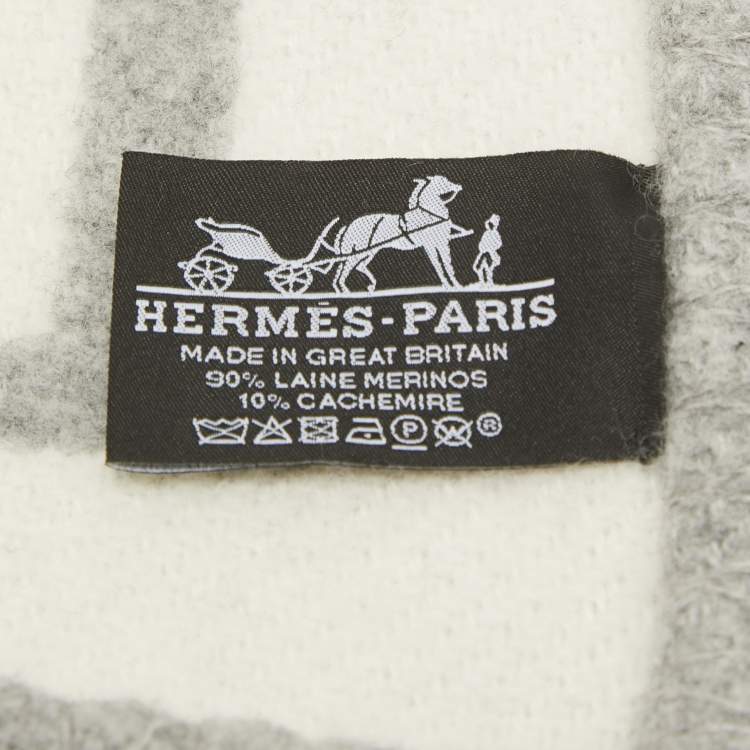 HERMÈS-PARIS
MADE IN GREAT BRITAIN
90% LAINE MERINOS
10% CACHEMIRE
P W ®